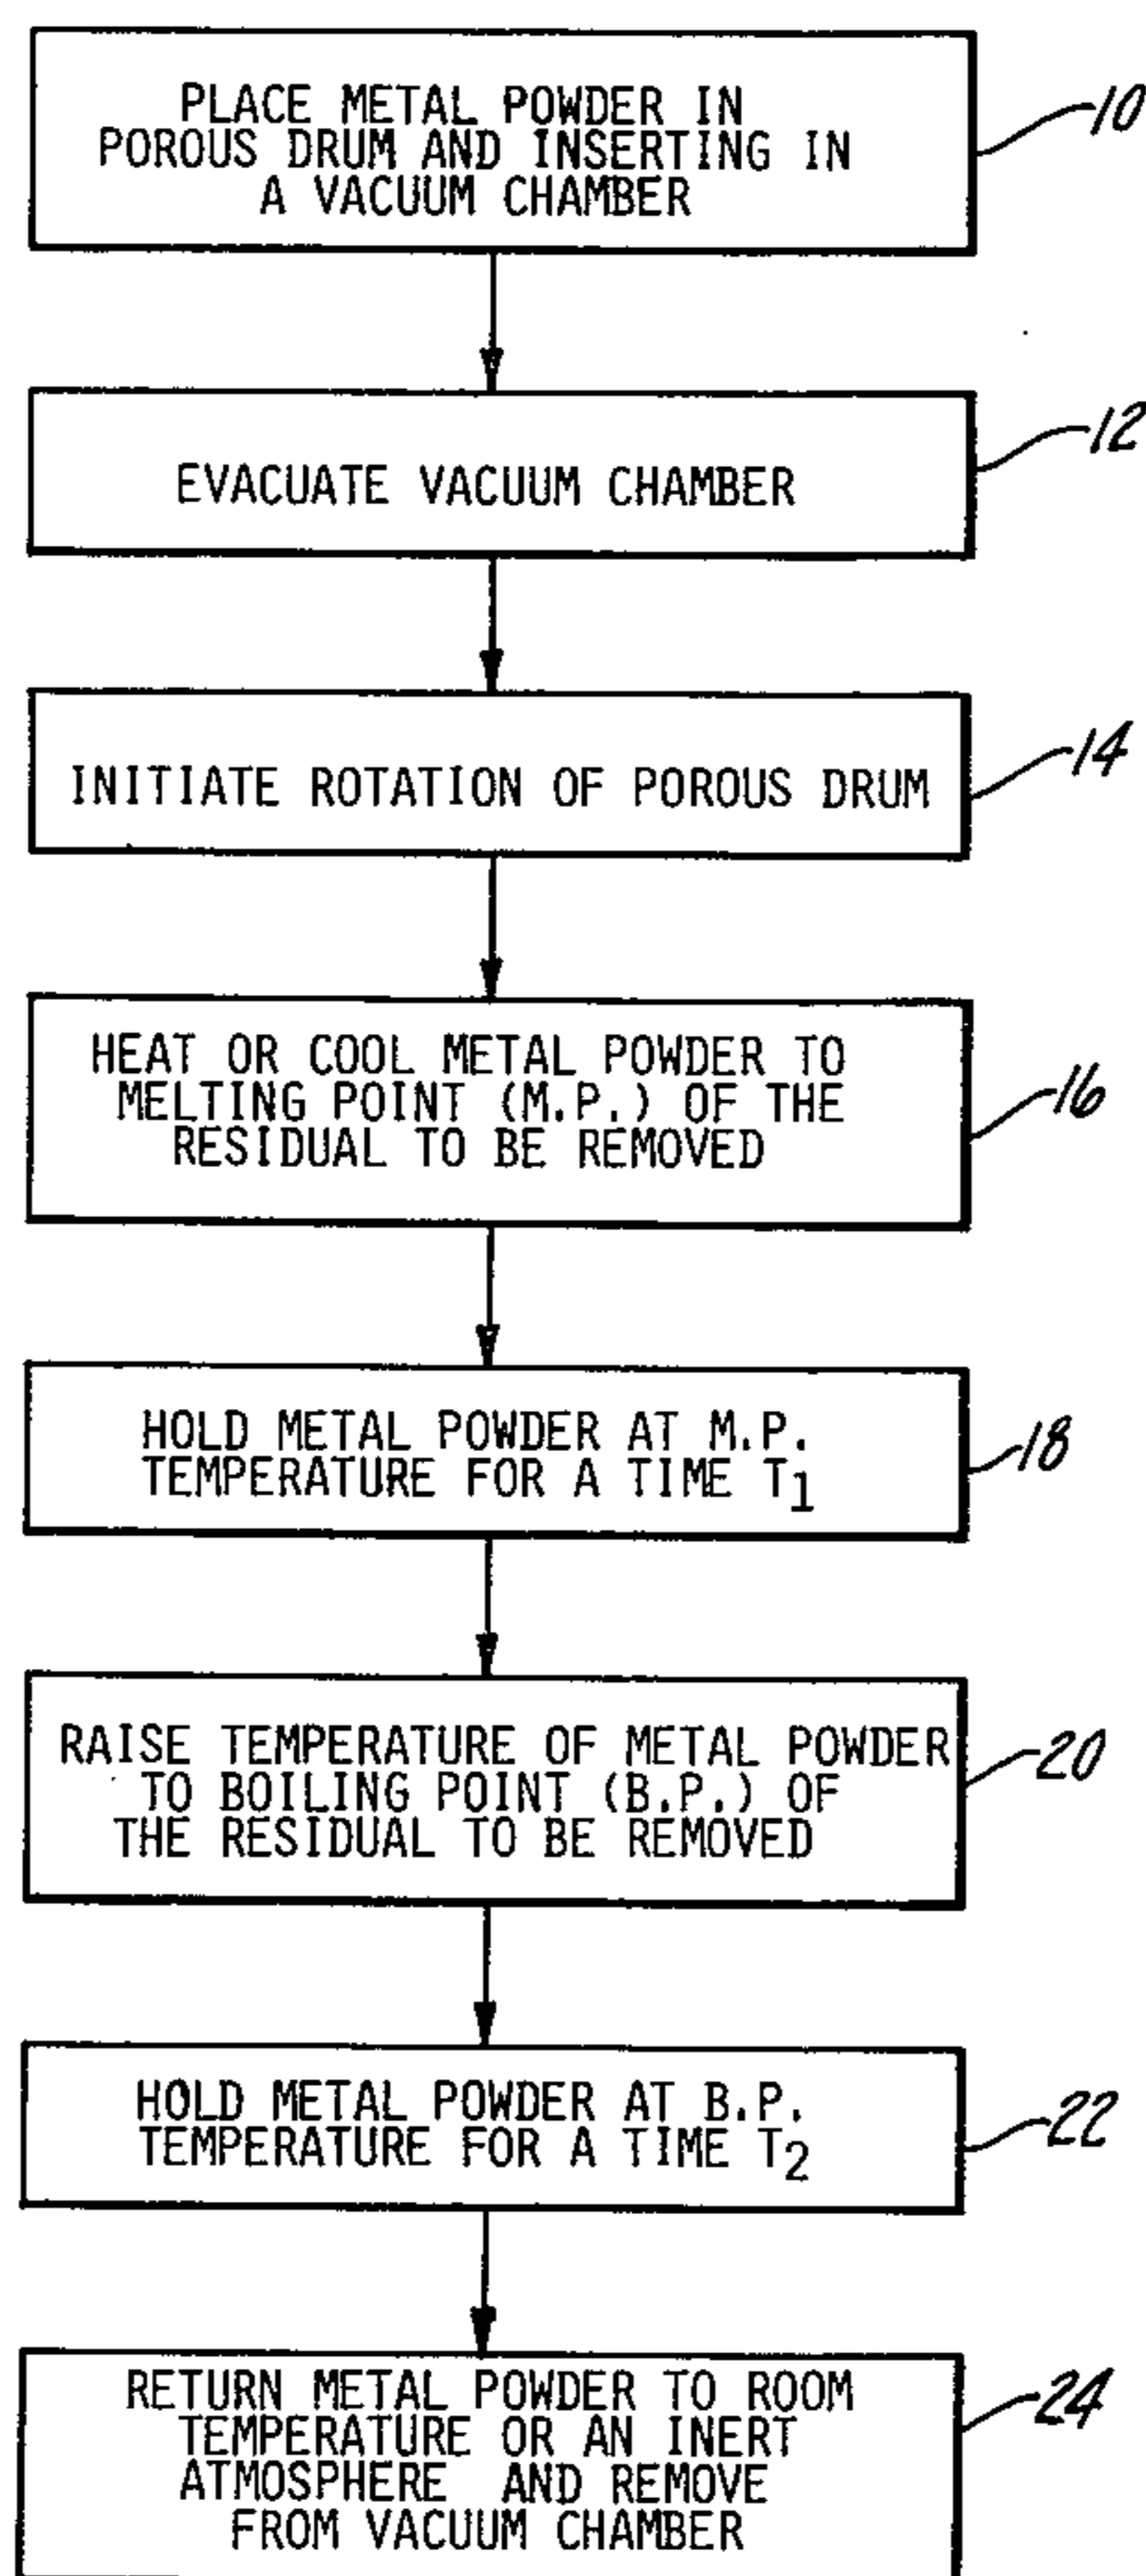 PLACE METAL POWDER IN
POROUS DRUM AND INSERTING IN
A VACUUM CHAMBER
10
EVACUATE VACUUM CHAMBER
12
INITIATE ROTATION OF POROUS DRUM
14
HEAT OR COOL METAL POWDER TO
MELTING POINT (M.P.) OF THE
RESIDUAL TO BE REMOVED
16
HOLD METAL POWDER AT M.P.
TEMPERATURE FOR A TIME T1
18
RAISE TEMPERATURE OF METAL POWDER
TO BOILING POINT (B.P.) OF
THE RESIDUAL TO BE REMOVED
20
HOLD METAL POWDER AT B.P.
TEMPERATURE FOR A TIME T2
22
RETURN METAL POWDER TO ROOM
TEMPERATURE OR AN INERT
ATMOSPHERE AND REMOVE
FROM VACUUM CHAMBER
24